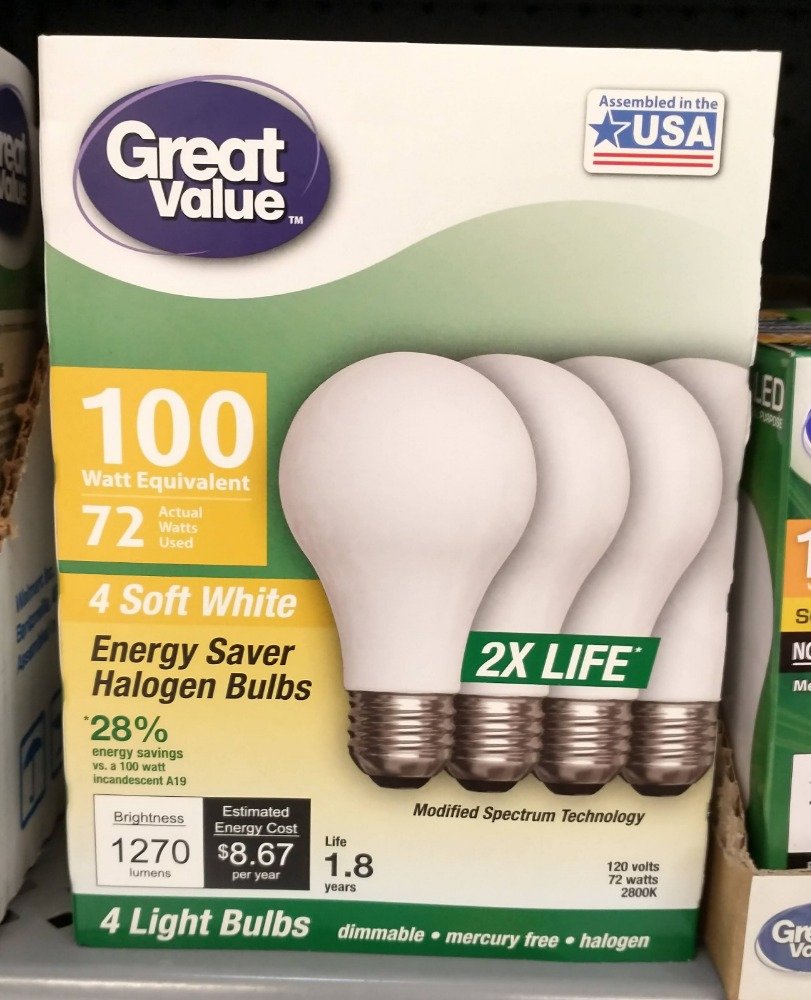 Great
Value™
Assembled in the
USA
100
Watt Equivalent
72
Actual
Watts
Used
4 Soft White
Energy Saver
Halogen Bulbs
*28%
energy savings
vs. a 100 watt
incandescent A19
2X LIFE*
Modified Spectrum Technology
Brightness
1270
lumens
Estimated
Energy Cost
$8.67
per year
Life
1.8
years
120 volts
72 watts
2800K
4 Light Bulbs
dimmable • mercury free • halogen
LED